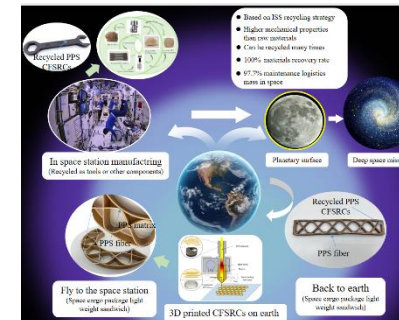 Recycled PPS
CFSRCs
• Based on ISS recycling strategy
• Higher mechanical properties
than raw materials
• Can be recycled many times
• 100% materials recovery rate
• 97.7% maintenance logistics
mass in space
In space station manufactring
(Recycled as tools or other components)
Planetary surface
Deep space miss
PPS matrix
PPS fiber
Fly to the space station
(Space cargo package light
weight sandwich)
3D printed CFSRCs on earth
Recycled PPS
CFSRCs
PPS fiber
Back to earth
(Space cargo package light
weight sandwich)